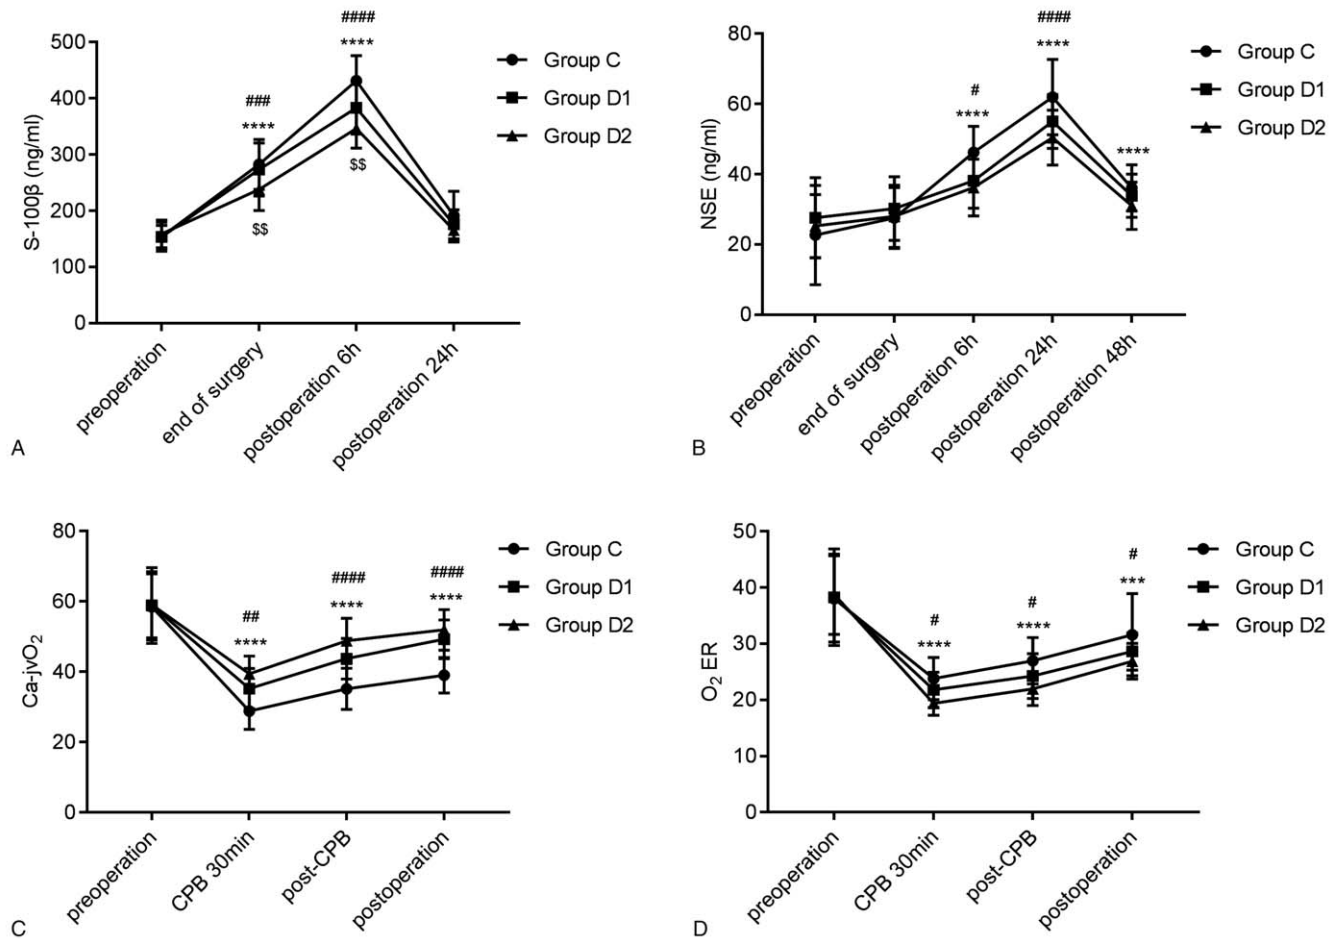 ####
500
****
Group C
400
###
Group D1
****
Group D2
300
$$
200
$$
100
0
S-100β (ng/ml)
preoperation
end of surgery
postoperation 6h
postoperation 24h
A
####
80
****
Group C
#
Group D1
****
60
Group D2
****
40
20
0
NSE (ng/ml)
preoperation
end of surgery
postoperation 6h
postoperation 24h
postoperation 48h
B
80
Group C
####
####
Group D1
****
****
60
##
Group D2
****
40
20
0
Ca-jvO2
preoperation
CPB 30min
post-CPB
postoperation
C
50
Group C
#
Group D1
***
40
#
#
Group D2
****
****
30
20
10
0
O2 ER
preoperation
CPB 30min
post-CPB
postoperation
D